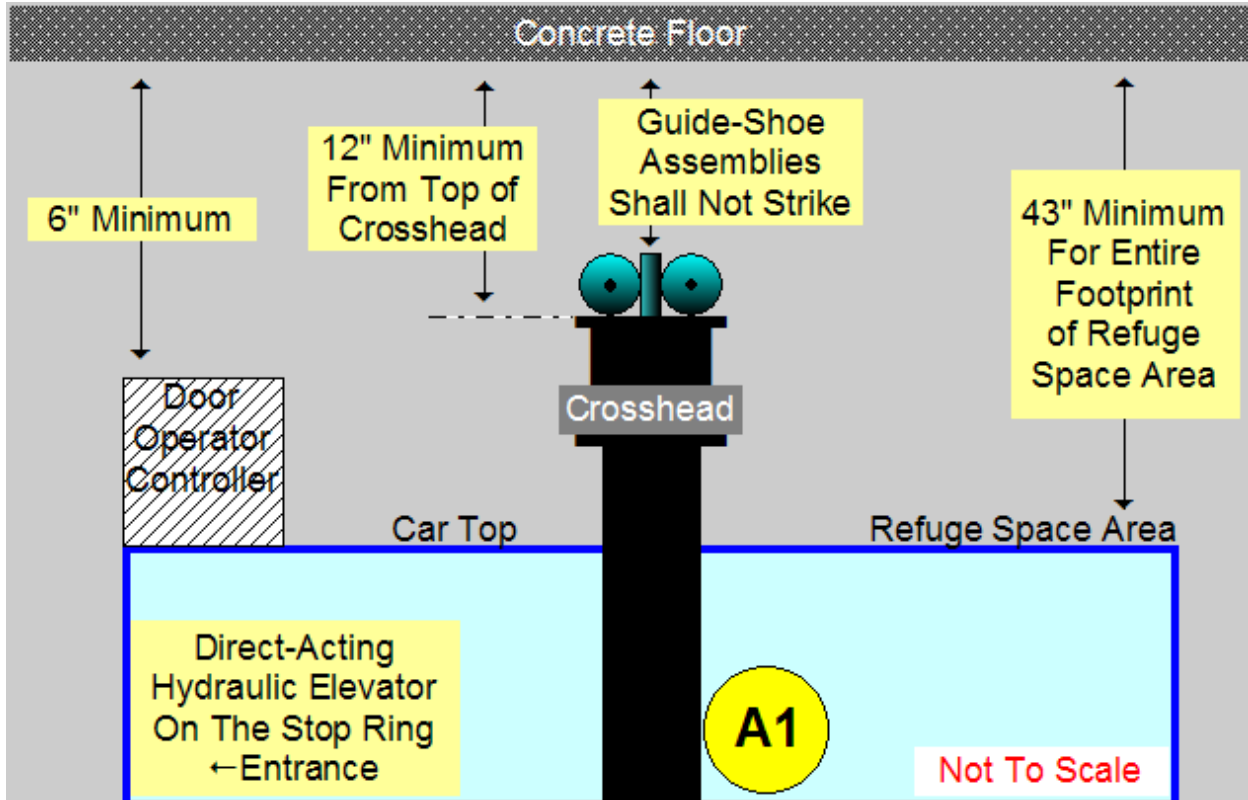 Concrete Floor
6" Minimum
12" Minimum
From Top of
Crosshead
Guide-Shoe
Assemblies
Shall Not Strike
43" Minimum
For Entire
Footprint
of Refuge
Space Area
Door
Operator
Controller
Crosshead
Car Top
Refuge Space Area
Direct-Acting
Hydraulic Elevator
On The Stop Ring
←Entrance
A1
Not To Scale